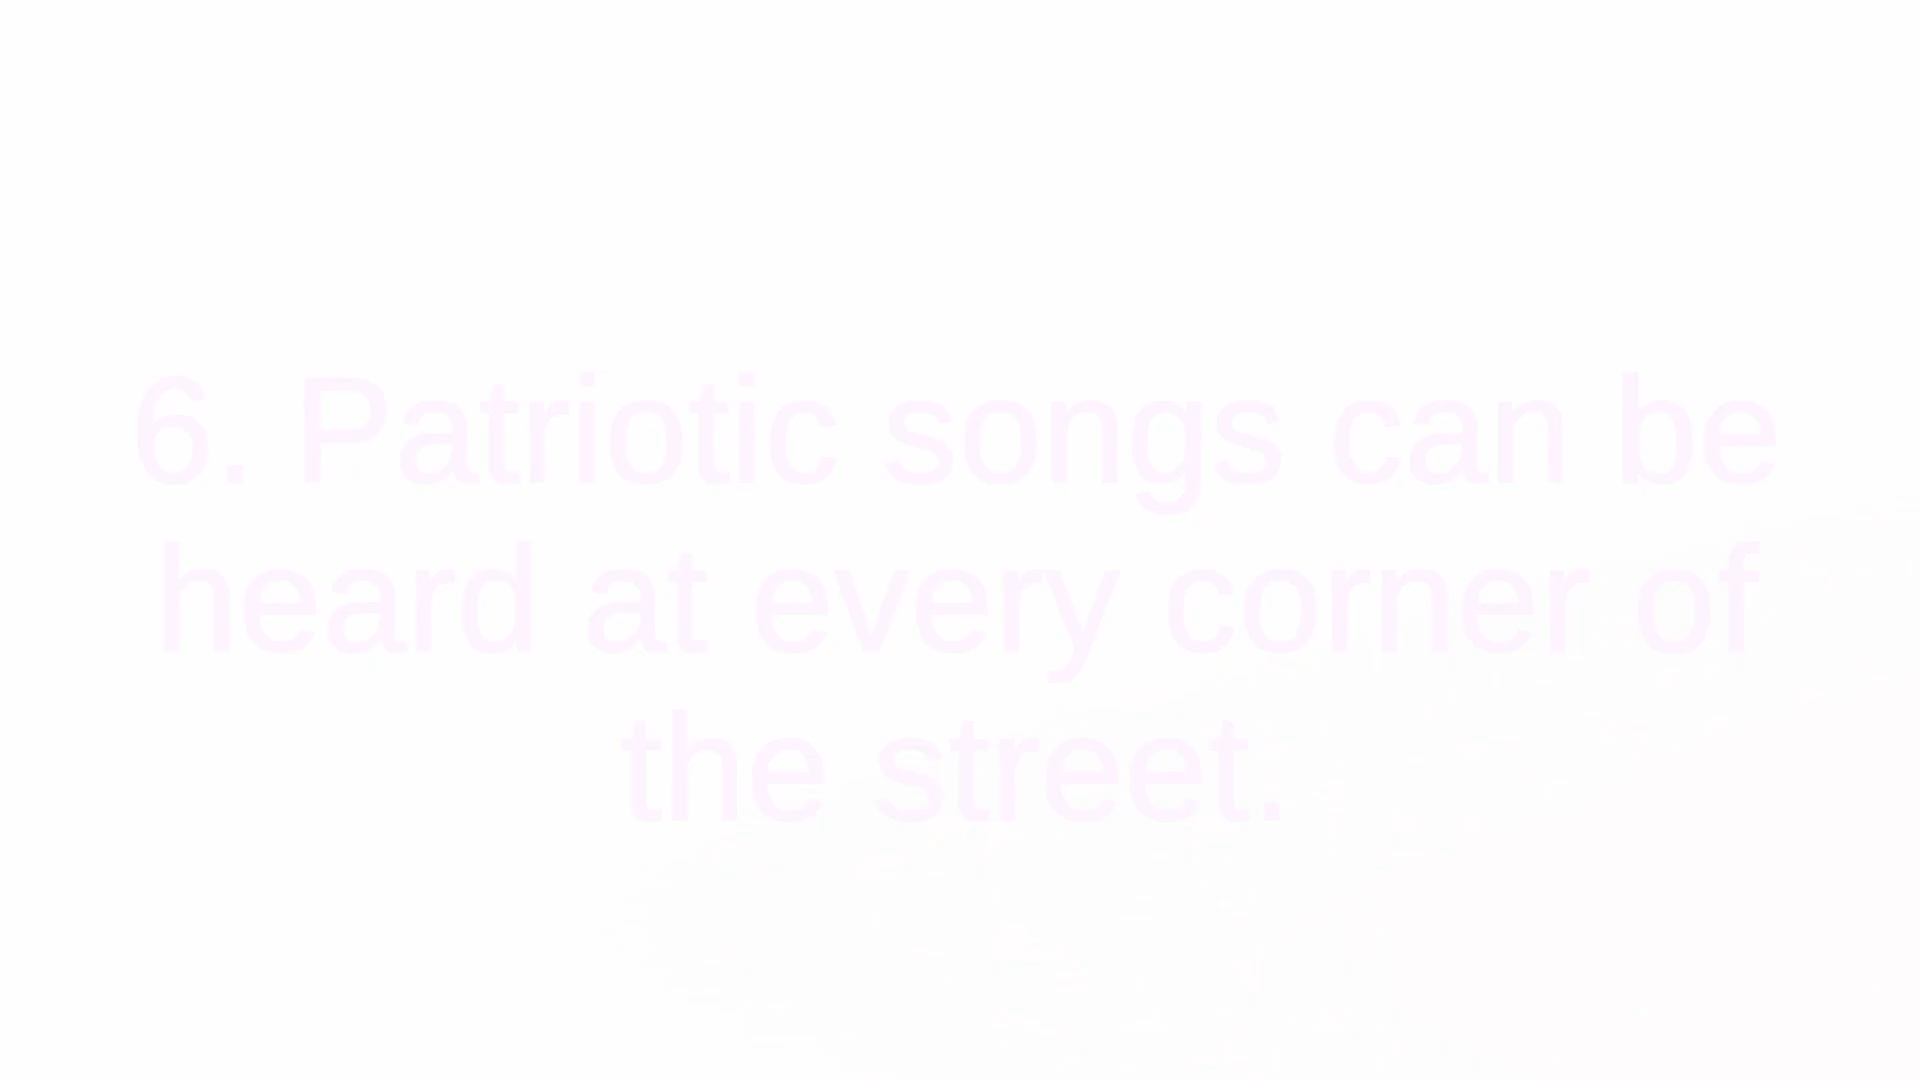 6. Patriotic songs can be
heard at every corner of
the street.